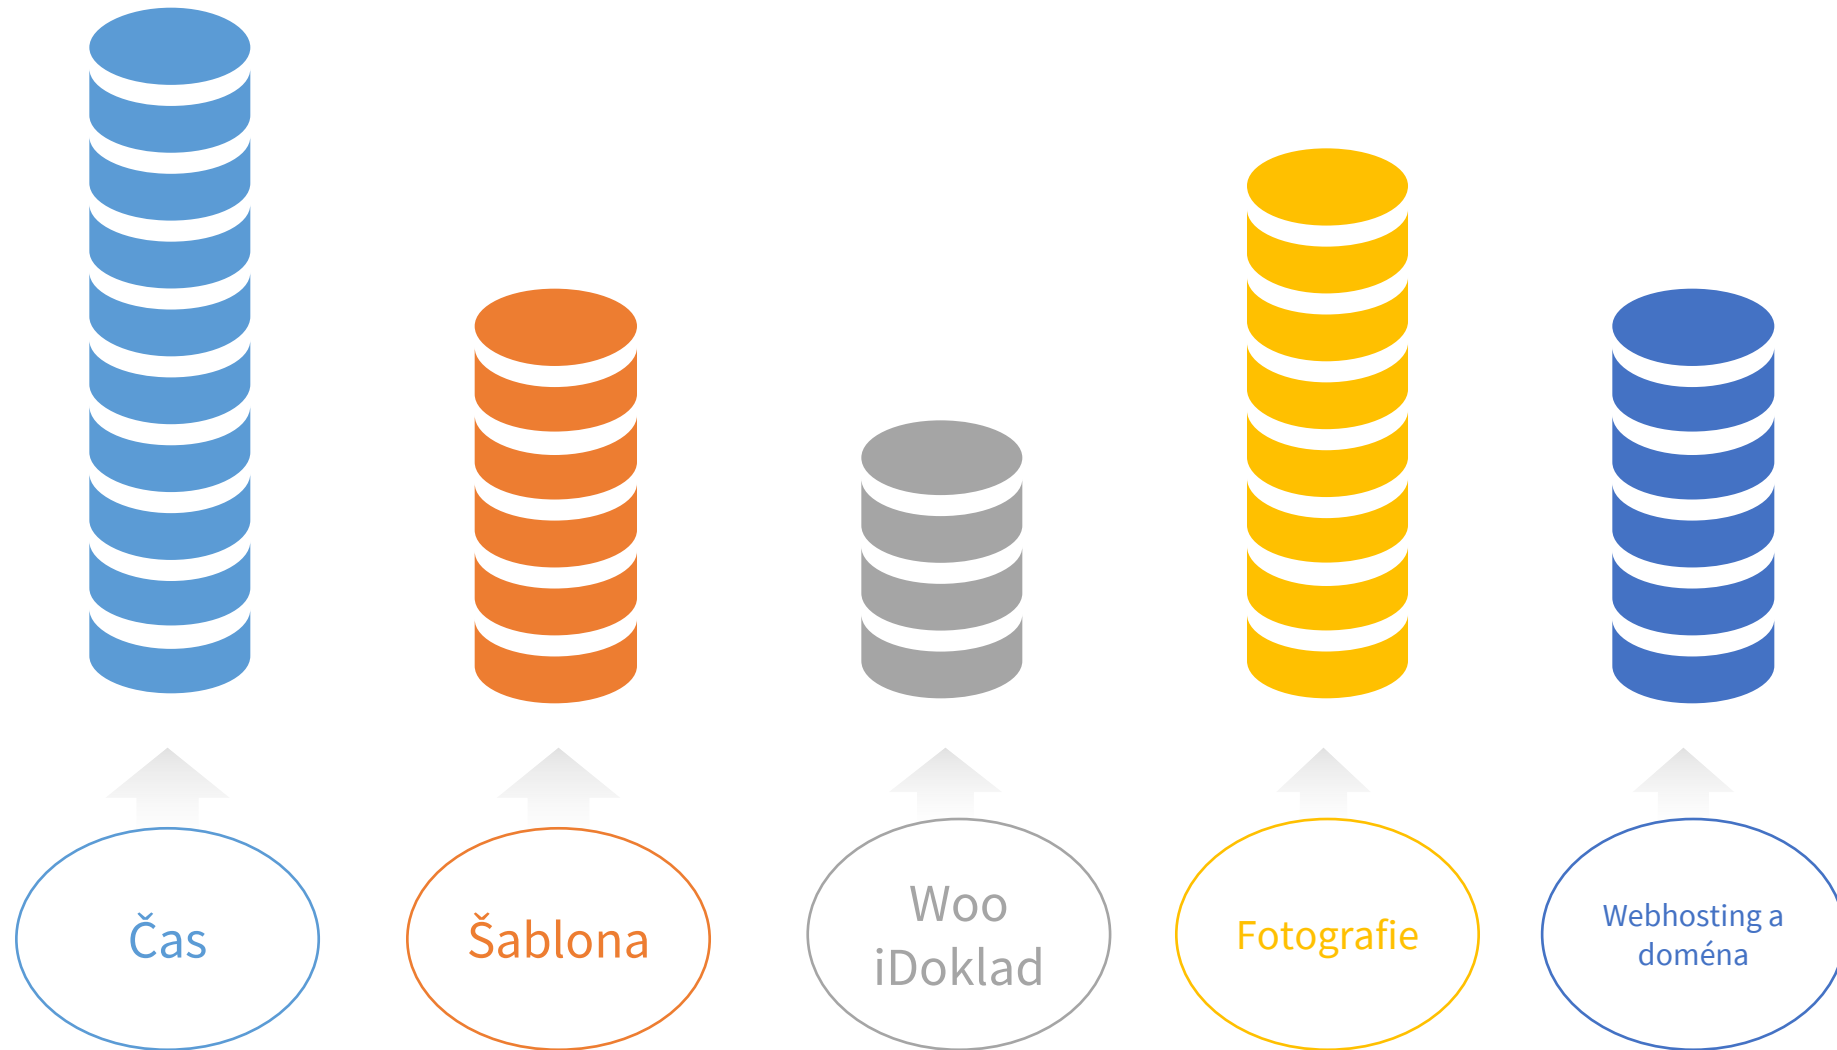 Čas
Šablona
Woo
iDoklad
Fotografie
Webhosting a
doména